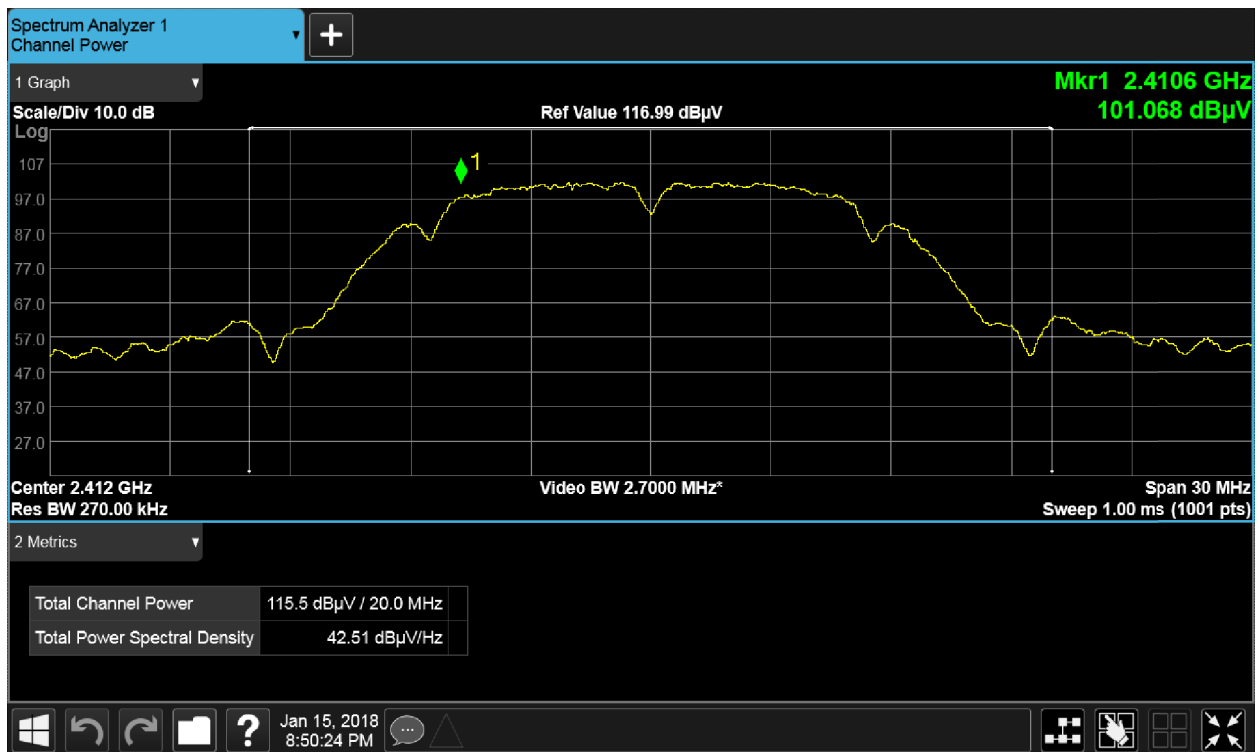 Spectrum Analyzer 1
Channel Power
+
1 Graph
Mkr1 2.4106 GHz
Scale/Div 10.0 dB
Ref Value 116.99 dBµV
101.068 dBµV
Log
1
107
97.0
87.0
77.0
67.0
57.0
47.0
37.0
27.0
Center 2.412 GHz
Video BW 2.7000 MHz*
Span 30 MHz
Res BW 270.00 kHz
Sweep 1.00 ms (1001 pts)
2 Metrics
Total Channel Power 115.5 dBµV / 20.0 MHz
Total Power Spectral Density 42.51 dBµV/Hz
?
Jan 15, 2018
8:50:24 PM